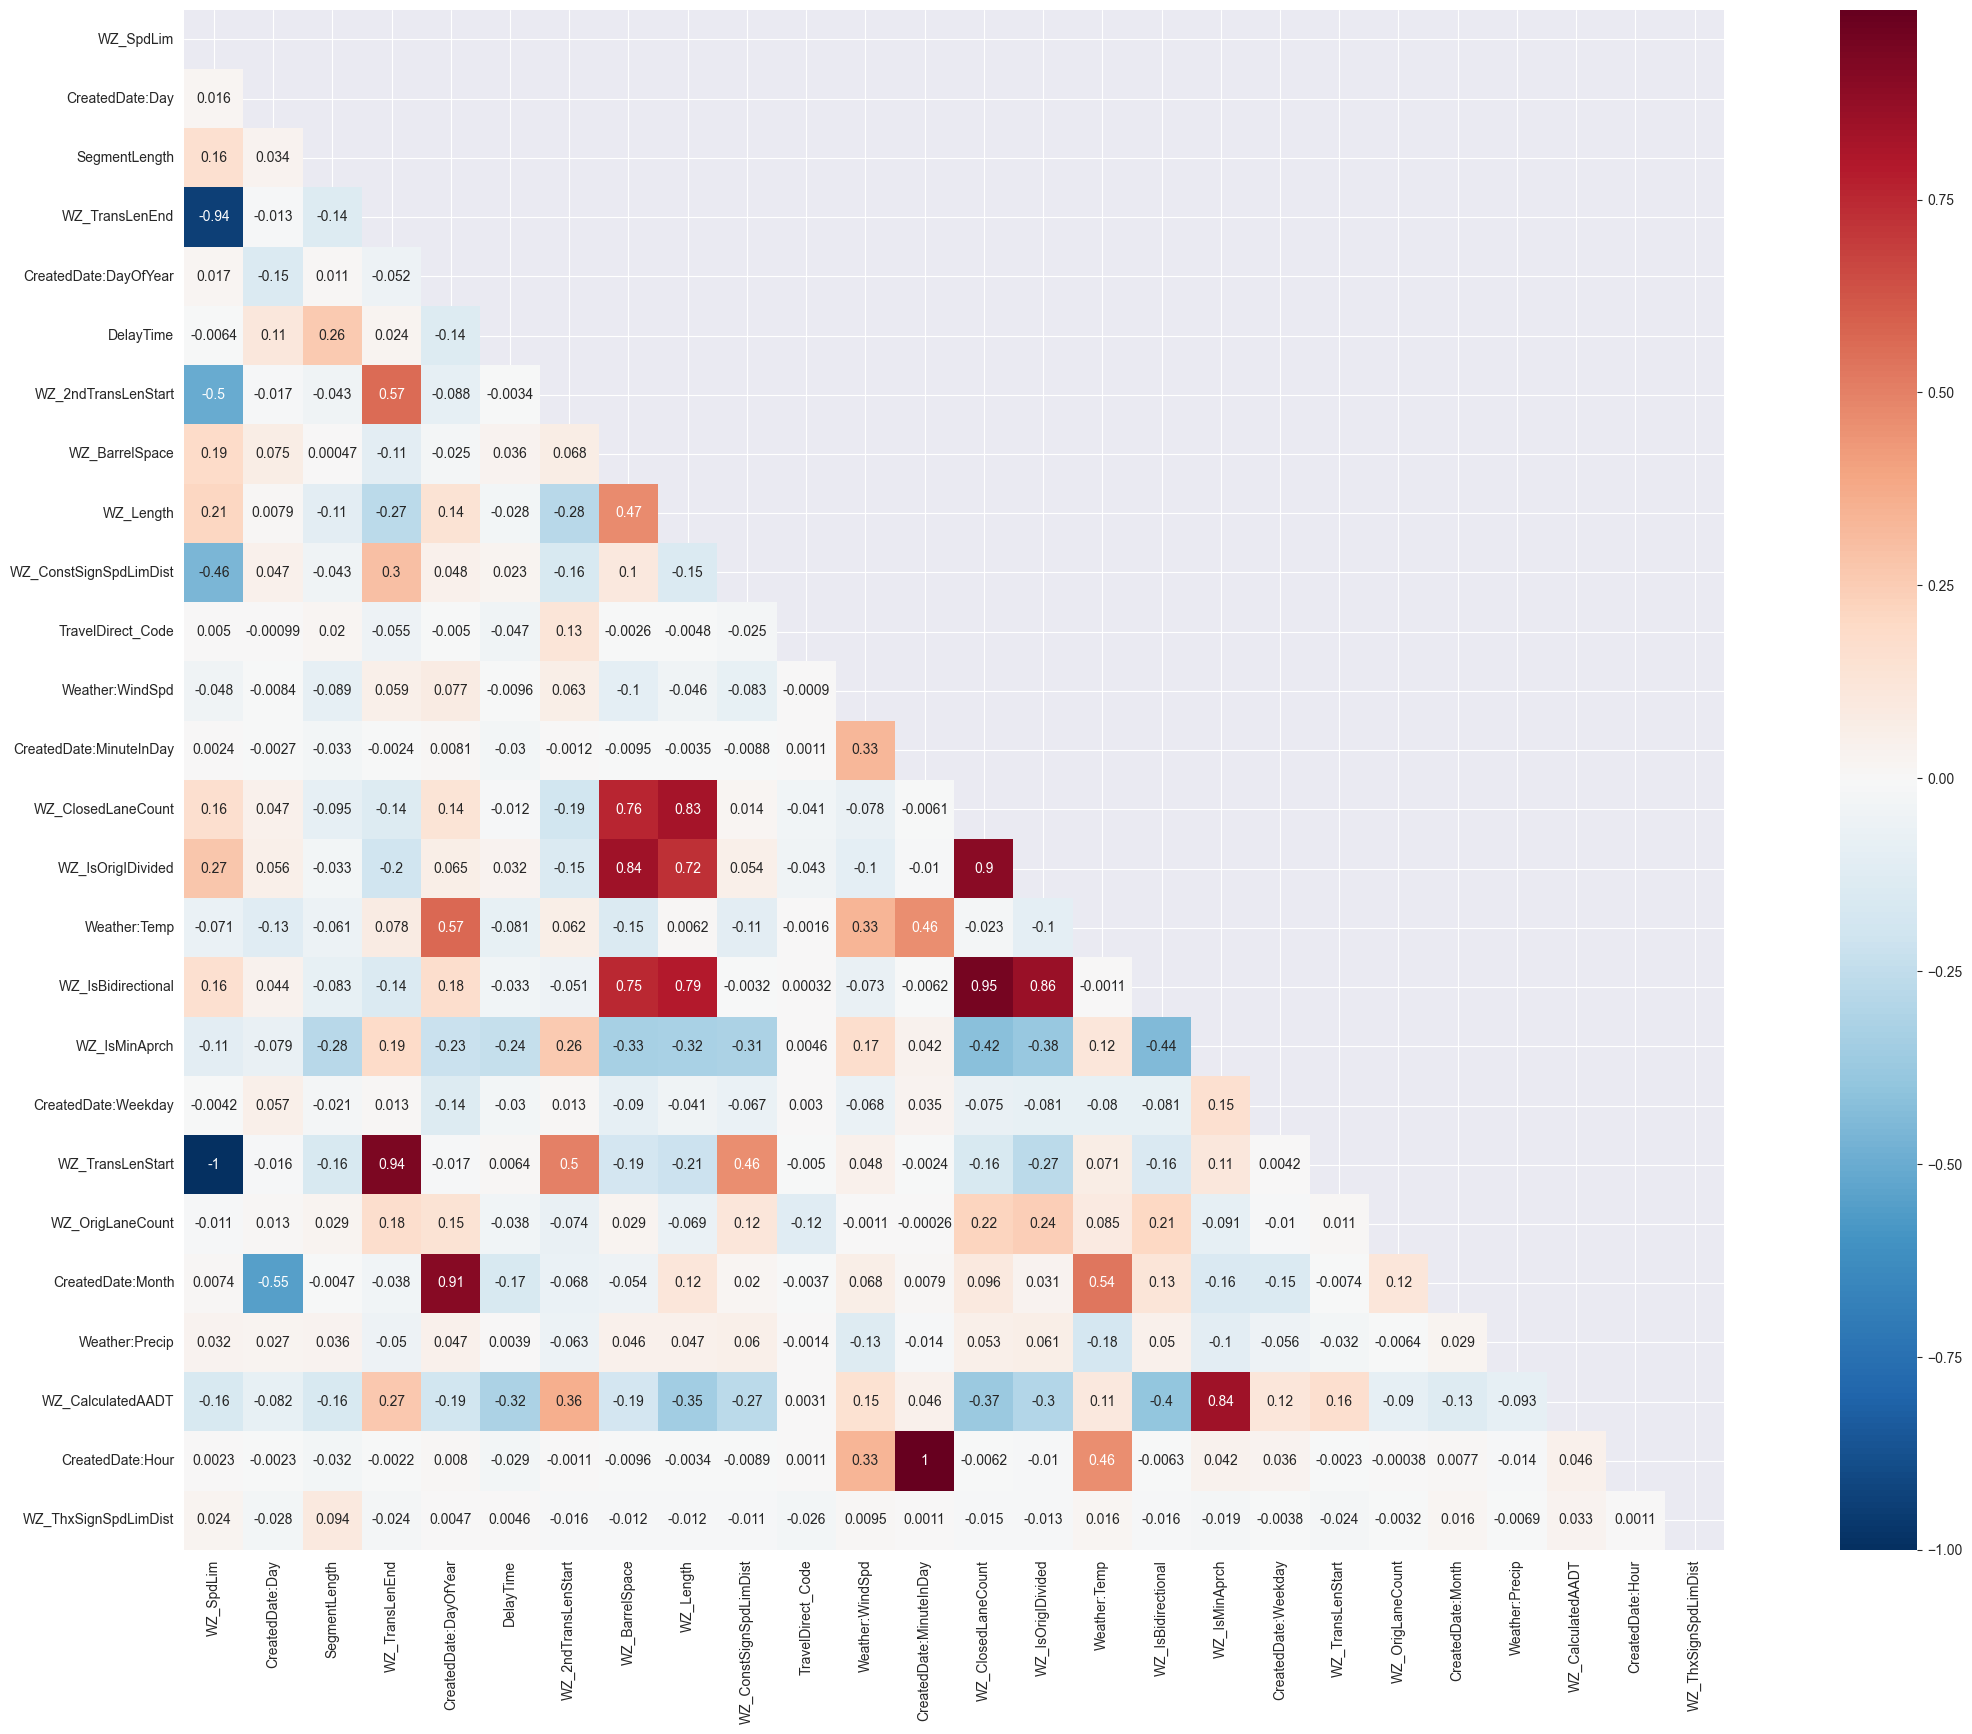 WZ_SpdLim
CreatedDate:Day 0.016
SegmentLength 0.16 0.034
WZ_TransLenEnd -0.94 -0.013 -0.14
CreatedDate:DayOfYear 0.017 -0.15 0.011 -0.052
DelayTime -0.0064 0.11 0.26 0.024 -0.14
WZ_2ndTransLenStart -0.5 -0.017 -0.043 0.57 -0.088 -0.0034
WZ_BarrelSpace 0.19 0.075 0.00047 -0.11 -0.025 0.036 0.068
WZ_Length 0.21 0.0079 -0.11 -0.27 0.14 -0.028 -0.28 0.47
WZ_ConstSignSpdLimDist -0.46 0.047 -0.043 0.3 0.048 0.023 -0.16 0.1 -0.15
TravelDirect_Code 0.005 -0.00099 0.02 -0.055 -0.005 -0.047 0.13 -0.0026 -0.0048 -0.025
Weather:WindSpd -0.048 -0.0084 -0.089 0.059 0.077 -0.0096 0.063 -0.1 -0.046 -0.083 -0.0009
CreatedDate:MinuteInDay 0.0024 -0.0027 -0.033 -0.0024 0.0081 -0.03 -0.0012 -0.0095 -0.0035 -0.0088 0.0011 0.33
WZ_ClosedLaneCount 0.16 0.047 -0.095 -0.14 0.14 -0.012 -0.19 0.76 0.83 0.014 -0.041 -0.078 -0.0061
WZ_IsOriglDivided 0.27 0.056 -0.033 -0.2 0.065 0.032 -0.15 0.84 0.72 0.054 -0.043 -0.1 -0.01 0.9
Weather:Temp -0.071 -0.13 -0.061 0.078 0.57 -0.081 0.062 -0.15 0.0062 -0.11 -0.0016 0.33 0.46 -0.023 -0.1
WZ_IsBidirectional 0.16 0.044 -0.083 -0.14 0.18 -0.033 -0.051 0.75 0.79 -0.0032 0.00032 -0.073 -0.0062 0.95 0.86 -0.0011
WZ_IsMinAprch -0.11 -0.079 -0.28 0.19 -0.23 -0.24 0.26 -0.33 -0.32 -0.31 0.0046 0.17 0.042 -0.42 -0.38 0.12 -0.44
CreatedDate:Weekday -0.0042 0.057 -0.021 0.013 -0.14 -0.03 0.013 -0.09 -0.041 -0.067 0.003 -0.068 0.035 -0.075 -0.081 -0.08 -0.081 0.15
WZ_TransLenStart -1 -0.016 -0.16 0.94 -0.017 0.0064 0.5 -0.19 -0.21 0.46 -0.005 0.048 -0.0024 -0.16 -0.27 0.071 -0.16 0.11 0.0042
WZ_OrigLaneCount -0.011 0.013 0.029 0.18 0.15 -0.038 -0.074 0.029 -0.069 0.12 -0.12 -0.0011 -0.00026 0.22 0.24 0.085 0.21 -0.091 -0.01 0.011
CreatedDate:Month 0.0074 -0.55 -0.0047 -0.038 0.91 -0.17 -0.068 -0.054 0.12 0.02 -0.0037 0.068 0.0079 0.096 0.031 0.54 0.13 -0.16 -0.15 -0.0074 0.12
Weather:Precip 0.032 0.027 0.036 -0.05 0.047 0.0039 -0.063 0.046 0.047 0.06 -0.0014 -0.13 -0.014 0.053 0.061 -0.18 0.05 -0.1 -0.056 -0.032 -0.0064 0.029
WZ_CalculatedAADT -0.16 -0.082 -0.16 0.27 -0.19 -0.32 0.36 -0.19 -0.35 -0.27 0.0031 0.15 0.046 -0.37 -0.3 0.11 -0.4 0.84 0.12 0.16 -0.09 -0.13 -0.093
CreatedDate:Hour 0.0023 -0.0023 -0.032 -0.0022 0.008 -0.029 -0.0011 -0.0096 -0.0034 -0.0089 0.0011 0.33 1 -0.0062 -0.01 0.46 -0.0063 0.042 0.036 -0.0023 -0.00038 0.0077 -0.014 0.046
WZ_ThxSignSpdLimDist 0.024 -0.028 0.094 -0.024 0.0047 0.0046 -0.016 -0.012 -0.012 -0.011 -0.026 0.0095 0.0011 -0.015 -0.013 0.016 -0.016 -0.019 -0.0038 -0.024 -0.0032 0.016 -0.0069 0.033 0.0011
WZ_SpdLim
CreatedDate:Day
SegmentLength
WZ_TransLenEnd
CreatedDate:DayOfYear
DelayTime
WZ_2ndTransLenStart
WZ_BarrelSpace
WZ_Length
WZ_ConstSignSpdLimDist
TravelDirect_Code
Weather:WindSpd
CreatedDate:MinuteInDay
WZ_ClosedLaneCount
WZ_IsOriglDivided
Weather:Temp
WZ_IsBidirectional
WZ_IsMinAprch
CreatedDate:Weekday
WZ_TransLenStart
WZ_OrigLaneCount
CreatedDate:Month
Weather:Precip
WZ_CalculatedAADT
CreatedDate:Hour
WZ_ThxSignSpdLimDist
0.75
0.50
0.25
0.00
−0.25
−0.50
−0.75
−1.00